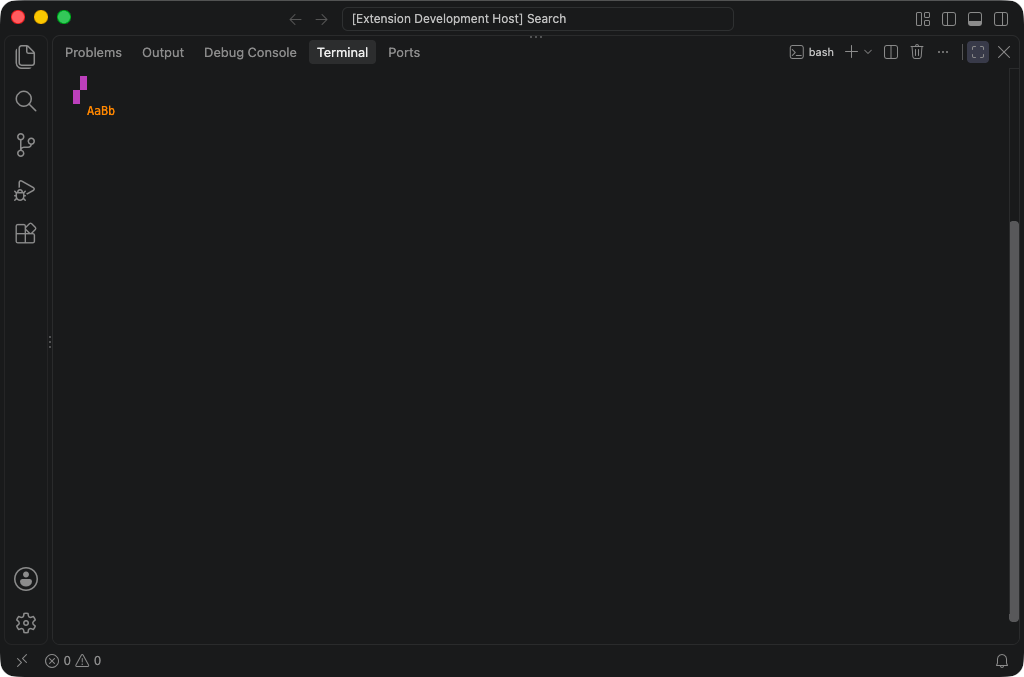 [Extension Development Host] Search
Problems Output Debug Console Terminal Ports bash
AaBb
0 0